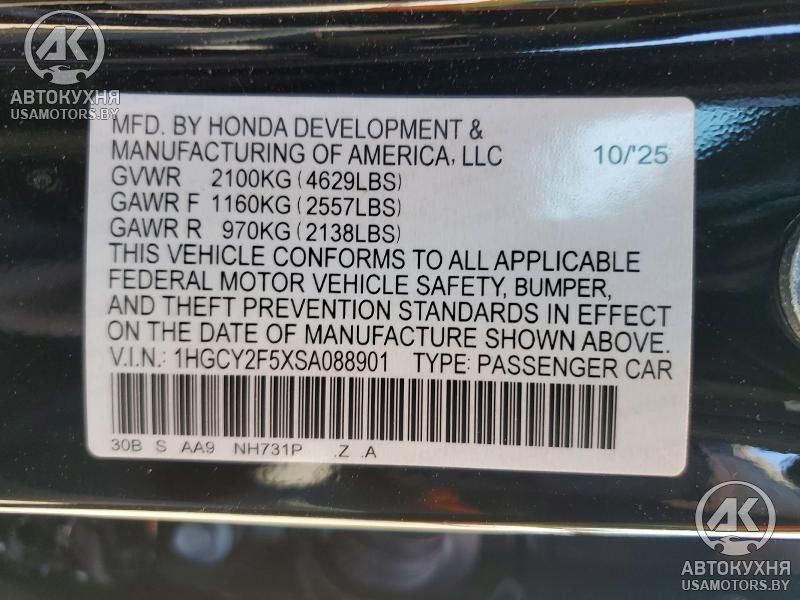 AK
АВТОКУХНЯ
USAMOTORS.BY
MFD. BY HONDA DEVELOPMENT &
MANUFACTURING OF AMERICA, LLC 10/'25
GVWR 2100KG (4629LBS)
GAWR F 1160KG (2557LBS)
GAWR R 970KG (2138LBS)
THIS VEHICLE CONFORMS TO ALL APPLICABLE
FEDERAL MOTOR VEHICLE SAFETY, BUMPER,
AND THEFT PREVENTION STANDARDS IN EFFECT
ON THE DATE OF MANUFACTURE SHOWN ABOVE.
V.I.N.: 1HGCY2F5XSA088901 TYPE: PASSENGER CAR
30B S AA9 NH731P .Z .A
AK
АВТОКУХНЯ
USAMOTORS.BY